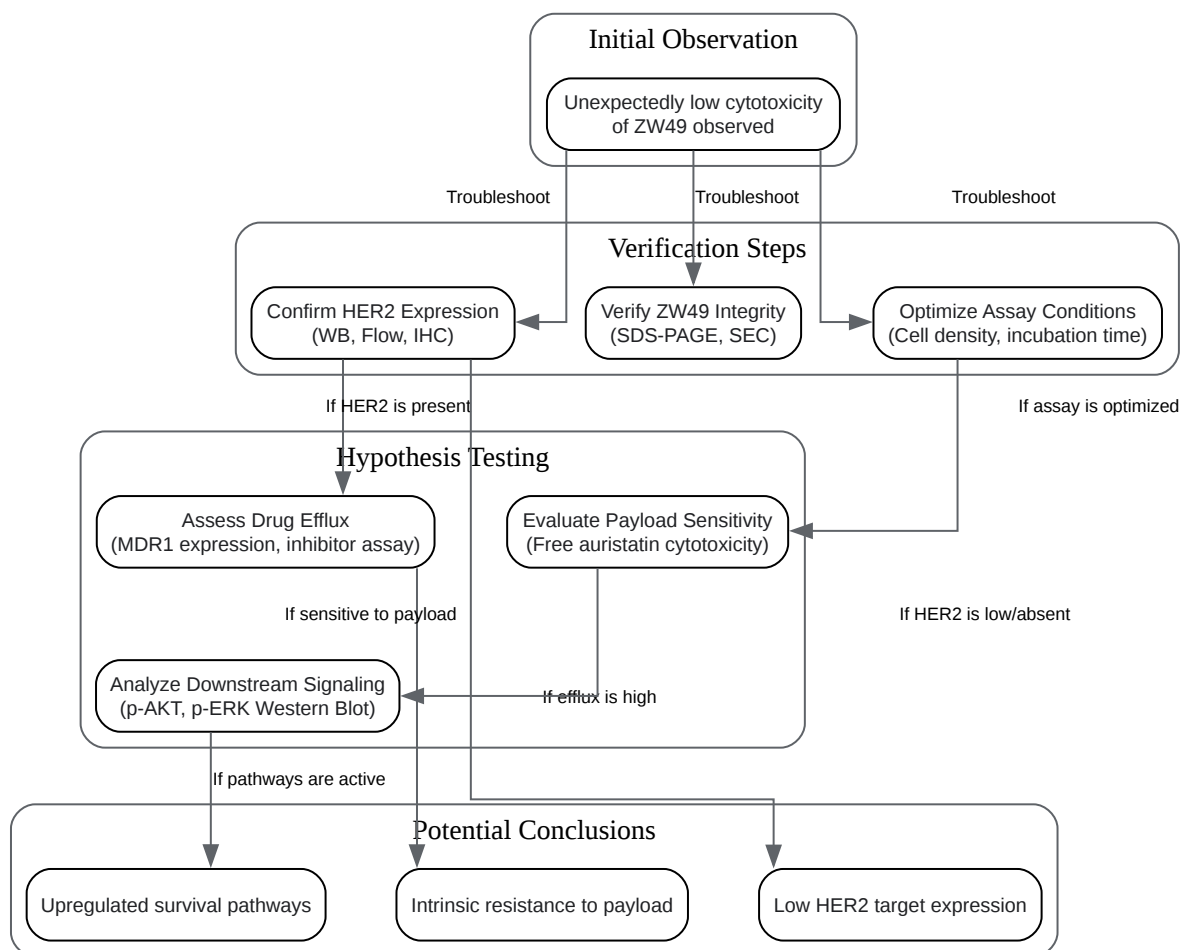 Initial Observation
Unexpectedly low cytotoxicity
of ZW49 observed
Troubleshoot
Troubleshoot
Troubleshoot
Verification Steps
Confirm HER2 Expression
(WB, Flow, IHC)
Verify ZW49 Integrity
(SDS-PAGE, SEC)
Optimize Assay Conditions
(Cell density, incubation time)
If HER2 is present
If assay is optimized
Hypothesis Testing
Assess Drug Efflux
(MDR1 expression, inhibitor assay)
Evaluate Payload Sensitivity
(Free auristatin cytotoxicity)
If sensitive to payload
If HER2 is low/absent
Analyze Downstream Signaling
(p-AKT, p-ERK Western Blot)
If efflux is high
If pathways are active
Potential Conclusions
Upregulated survival pathways
Intrinsic resistance to payload
Low HER2 target expression